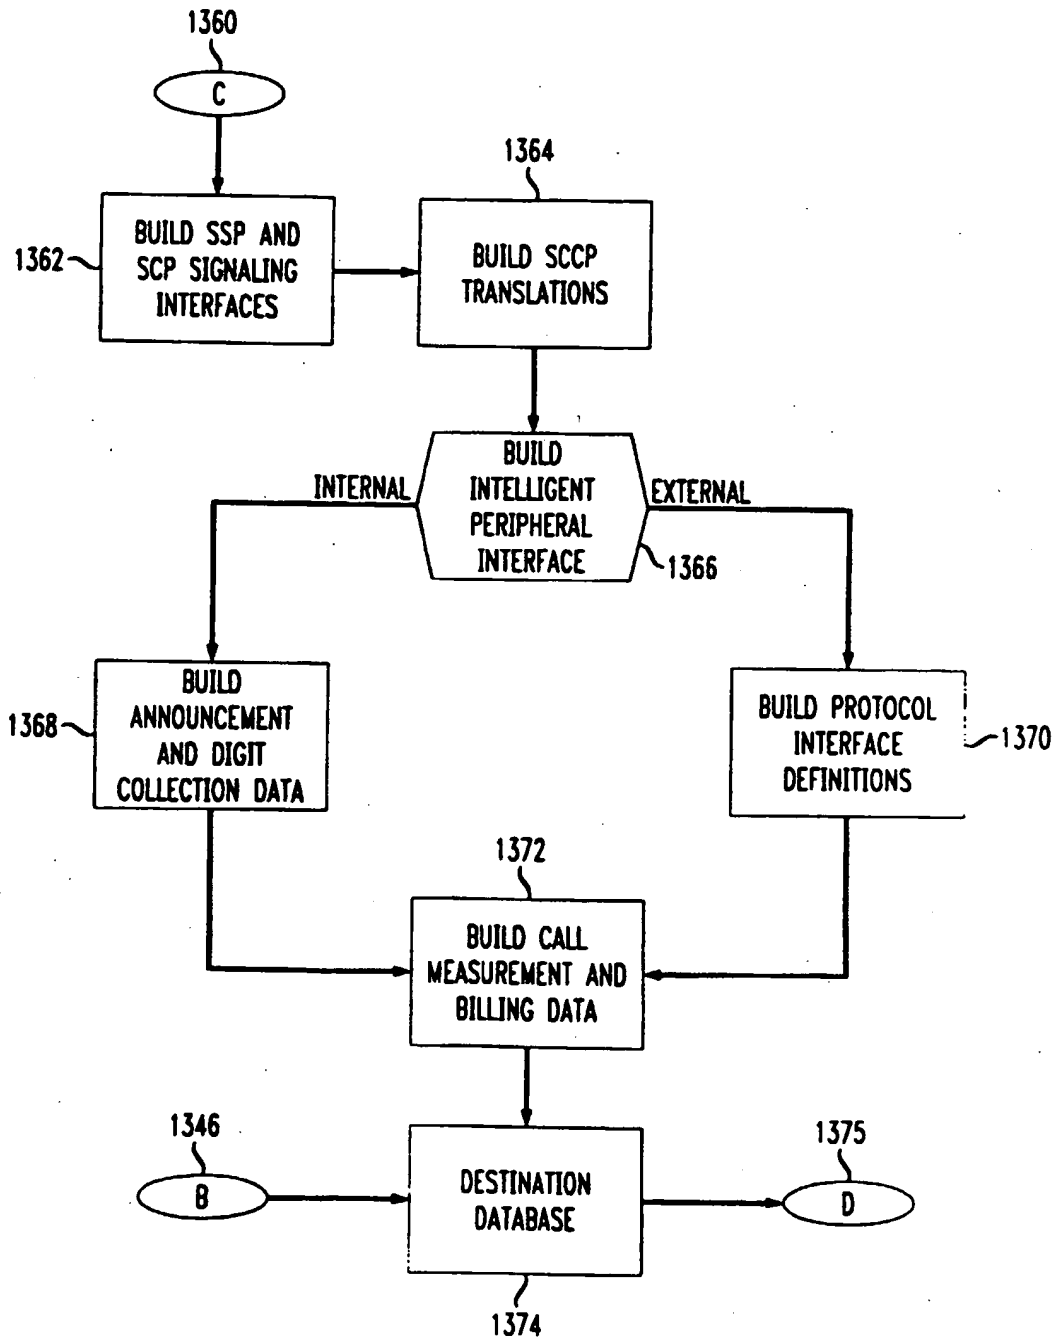 1360
C
1364
BUILD SSP AND
SCP SIGNALING
INTERFACES
1362
BUILD SCCP
TRANSLATIONS
BUILD
INTELLIGENT
PERIPHERAL
INTERFACE
INTERNAL
EXTERNAL
1366
BUILD
ANNOUNCEMENT
AND DIGIT
COLLECTION DATA
1368
BUILD PROTOCOL
INTERFACE
DEFINITIONS
1370
1372
BUILD CALL
MEASUREMENT AND
BILLING DATA
1346
B
DESTINATION
DATABASE
1375
D
1374